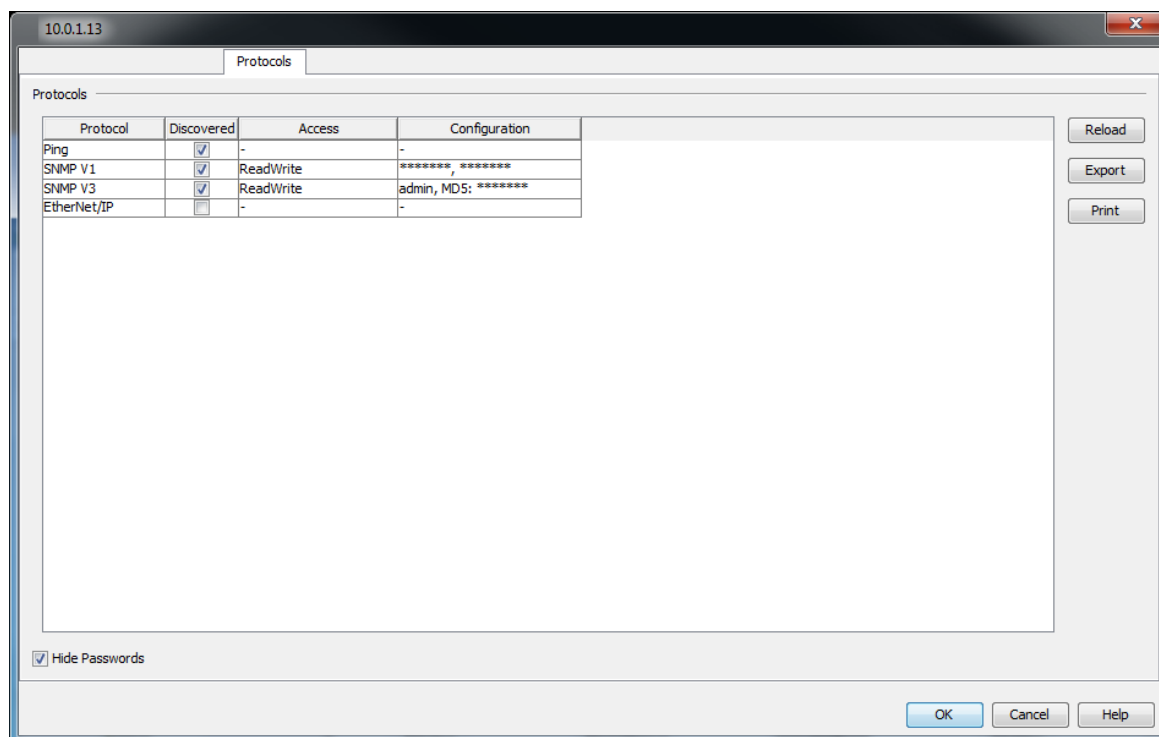 10.0.1.13
Protocols
Protocols
Protocol Discovered Access Configuration
Ping - -
SNMP V1 ReadWrite *******, *******
SNMP V3 ReadWrite admin, MD5: *******
EtherNet/IP - -
Reload
Export
Print
Hide Passwords
OK Cancel Help